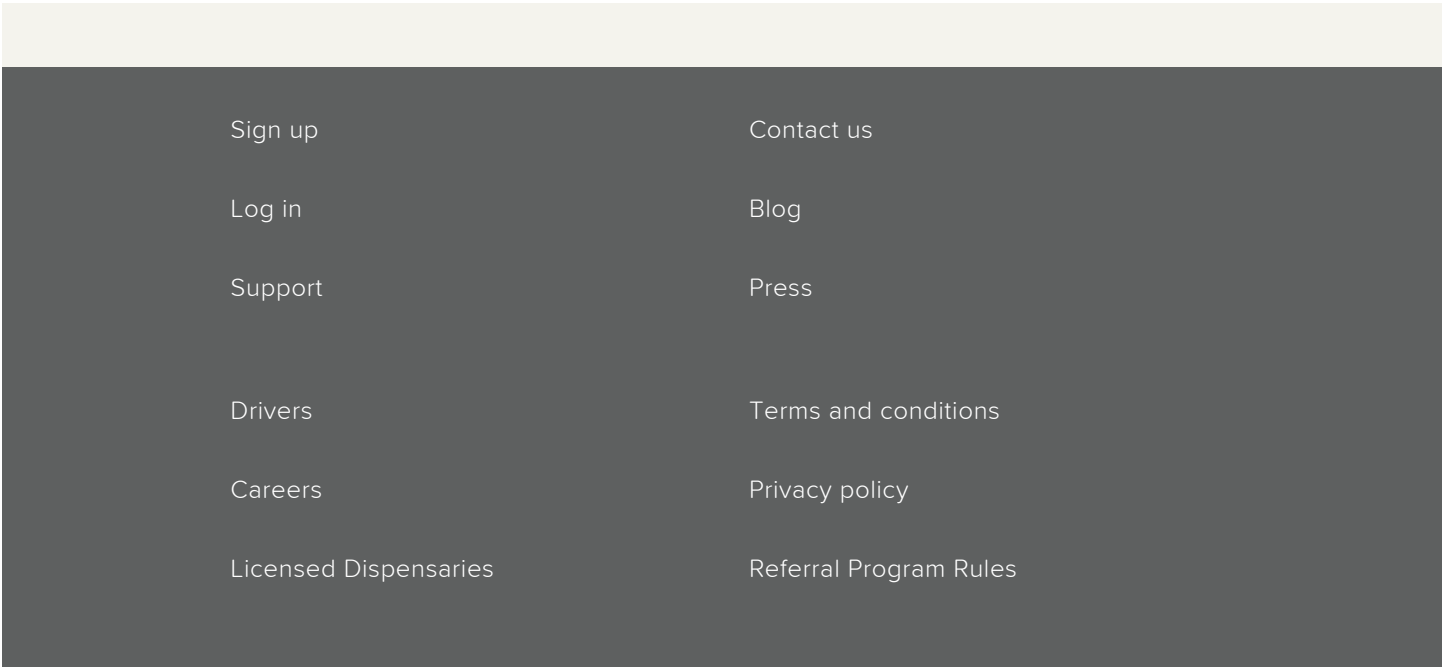 Sign up
Log in
Support
Contact us
Blog
Press
Drivers
Careers
Licensed Dispensaries
Terms and conditions
Privacy policy
Referral Program Rules